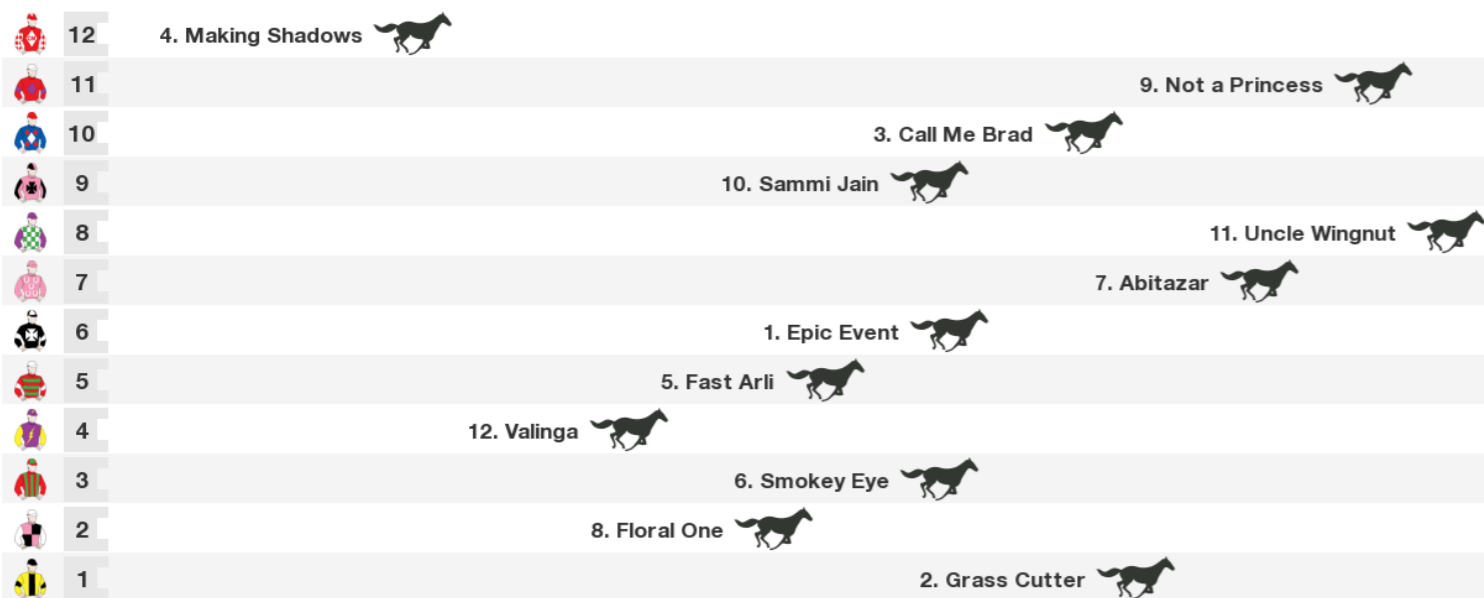 12 4. Making Shadows
11 9. Not a Princess
10 3. Call Me Brad
9 10. Sammi Jain
8 11. Uncle Wingnut
7 7. Abitazar
6 1. Epic Event
5 5. Fast Arli
4 12. Valinga
3 6. Smokey Eye
2 8. Floral One
1 2. Grass Cutter